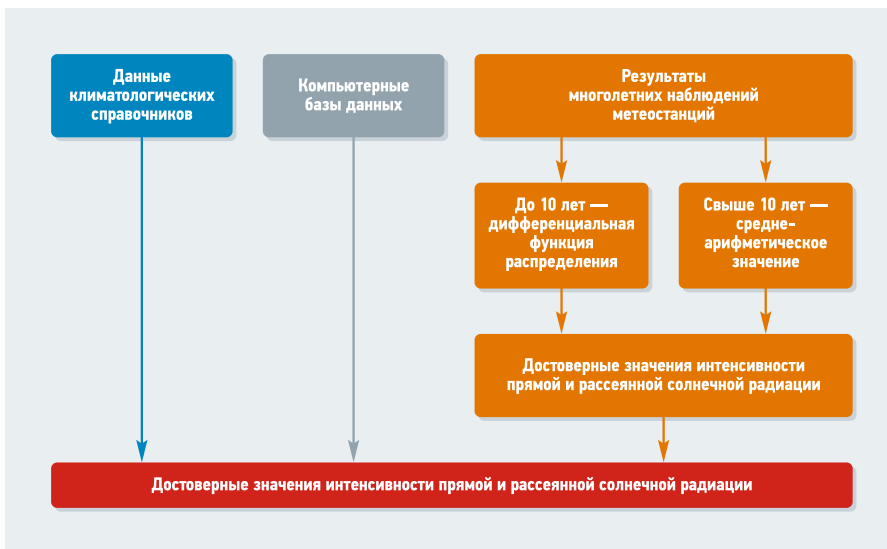 Данные
климатологических
справочников
Компьютерные
базы данных
Результаты
многолетних наблюдений
метеостанций
До 10 лет —
дифференциальная
функция
распределения
Свыше 10 лет —
средне-
арифметическое
значение
Достоверные значения интенсивности
прямой и рассеянной солнечной радиации
Достоверные значения интенсивности прямой и рассеянной солнечной радиации